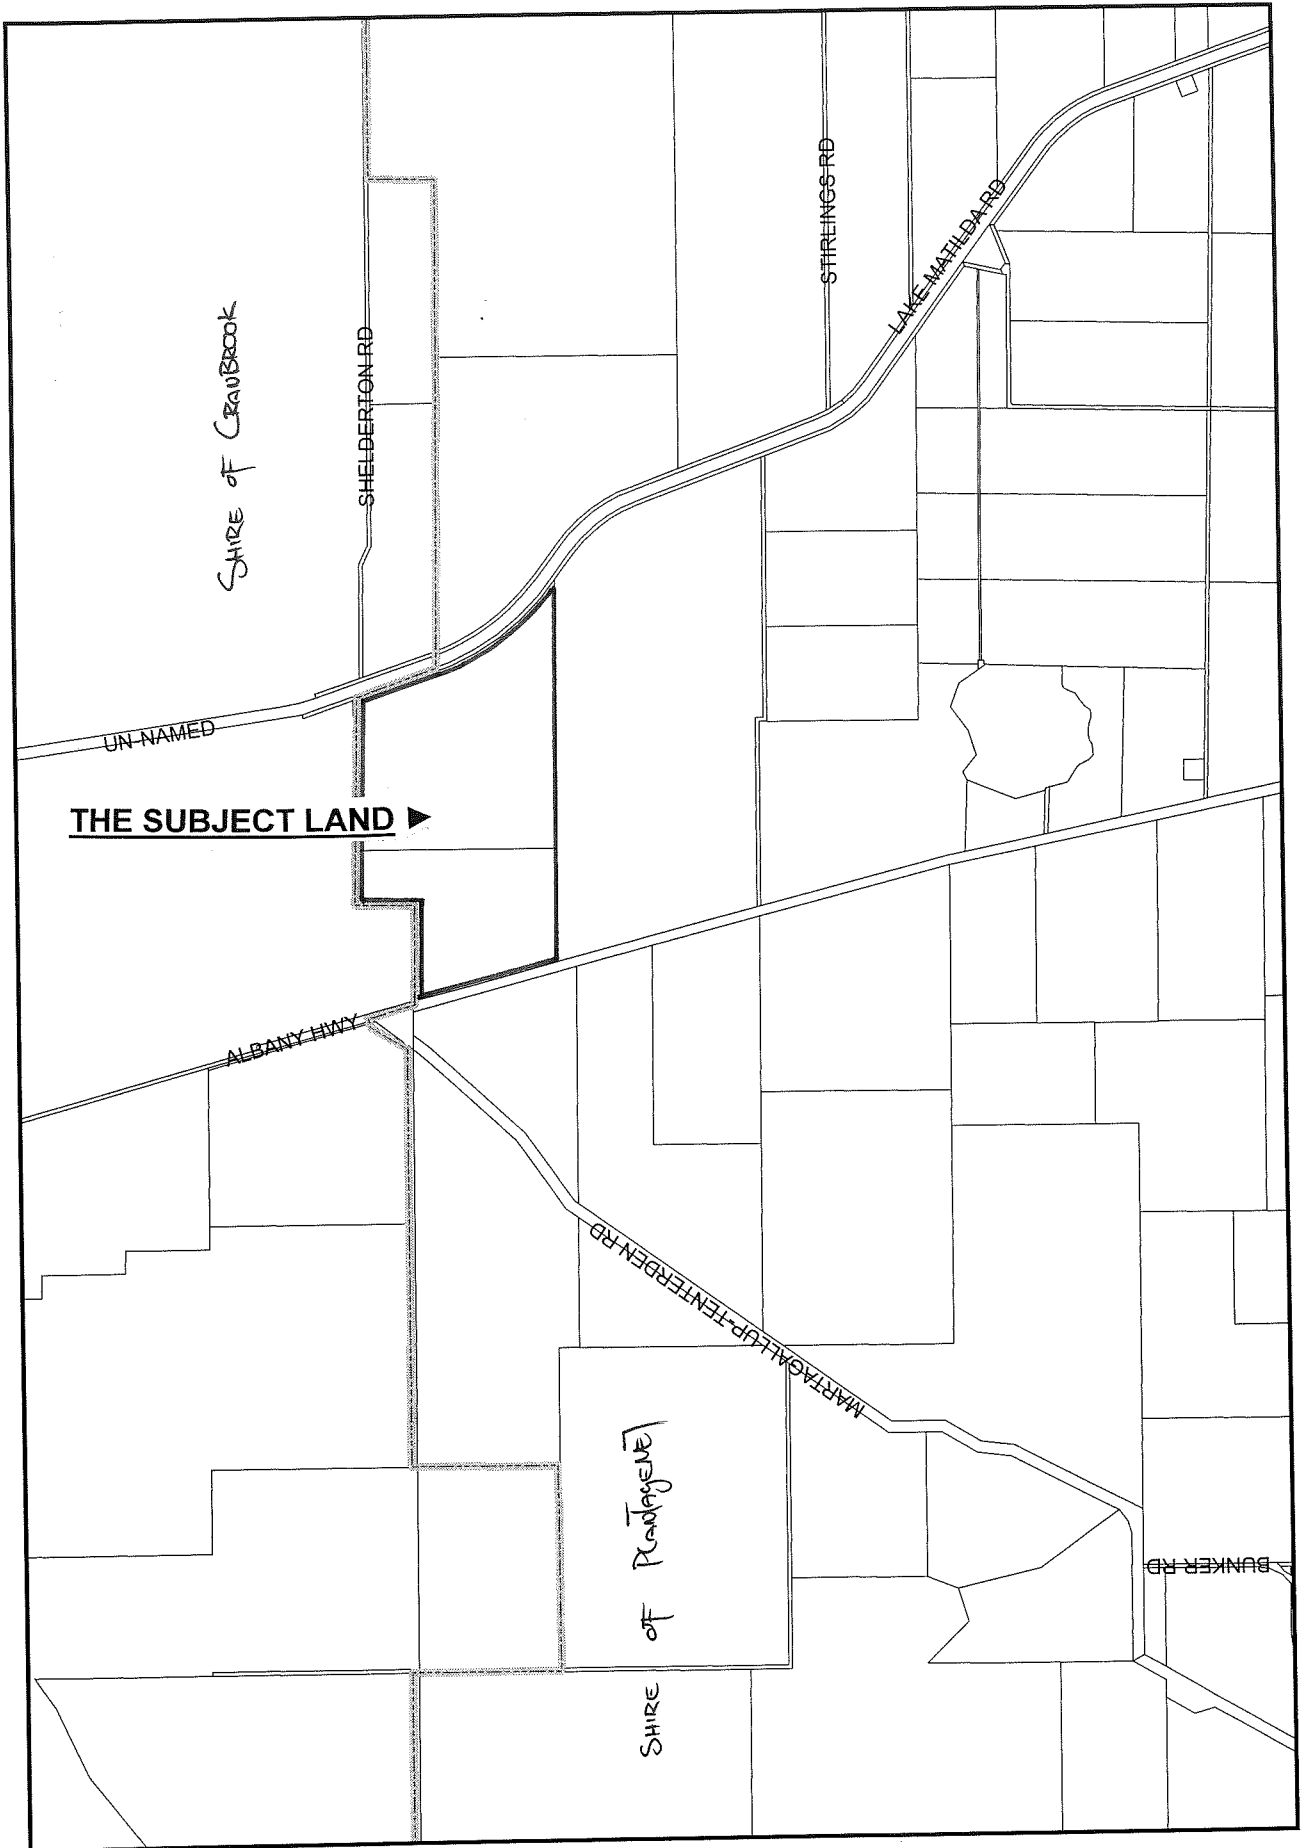 STIRLINGS RD
LAKE MATILDA RD
SHIRE OF CRANBROOK
SHELDERTON RD
UN-NAMED
THE SUBJECT LAND
ALBANY HWY
MARTAGALLUP-TENTERDEN RD
SHIRE OF PLANTAGENET
BUNKER RD